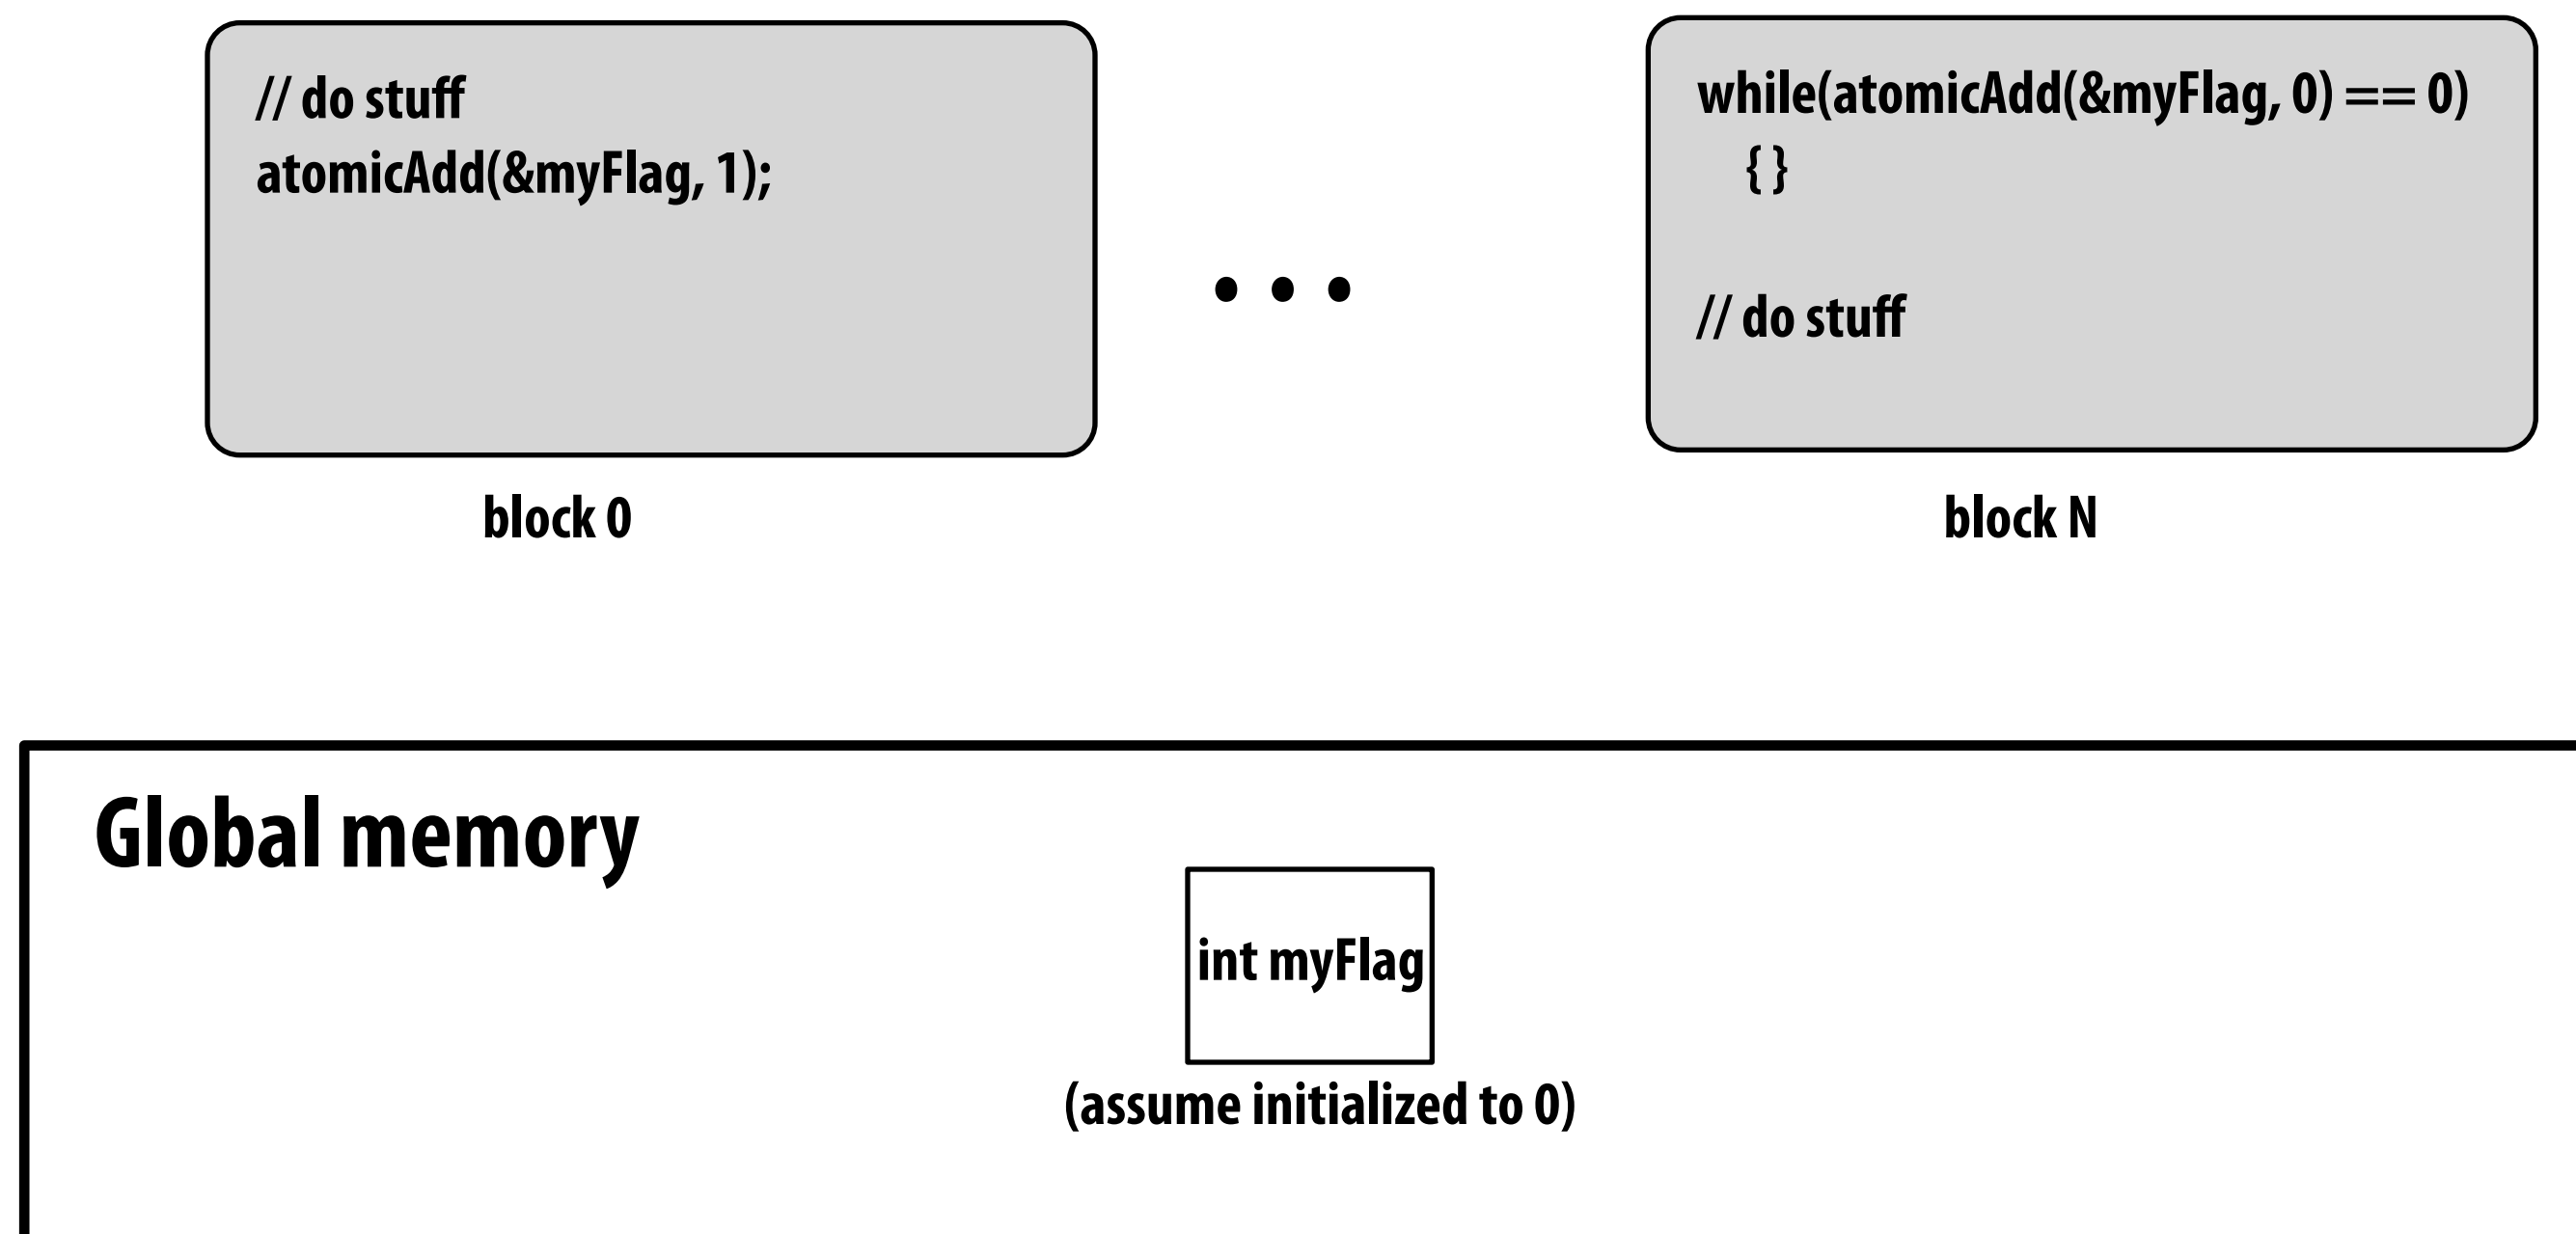 // do stuff
atomicAdd(&myFlag, 1);
block 0
while(atomicAdd(&myFlag, 0) == 0)
{ }
// do stuff
block N
Global memory
int myFlag
(assume initialized to 0)